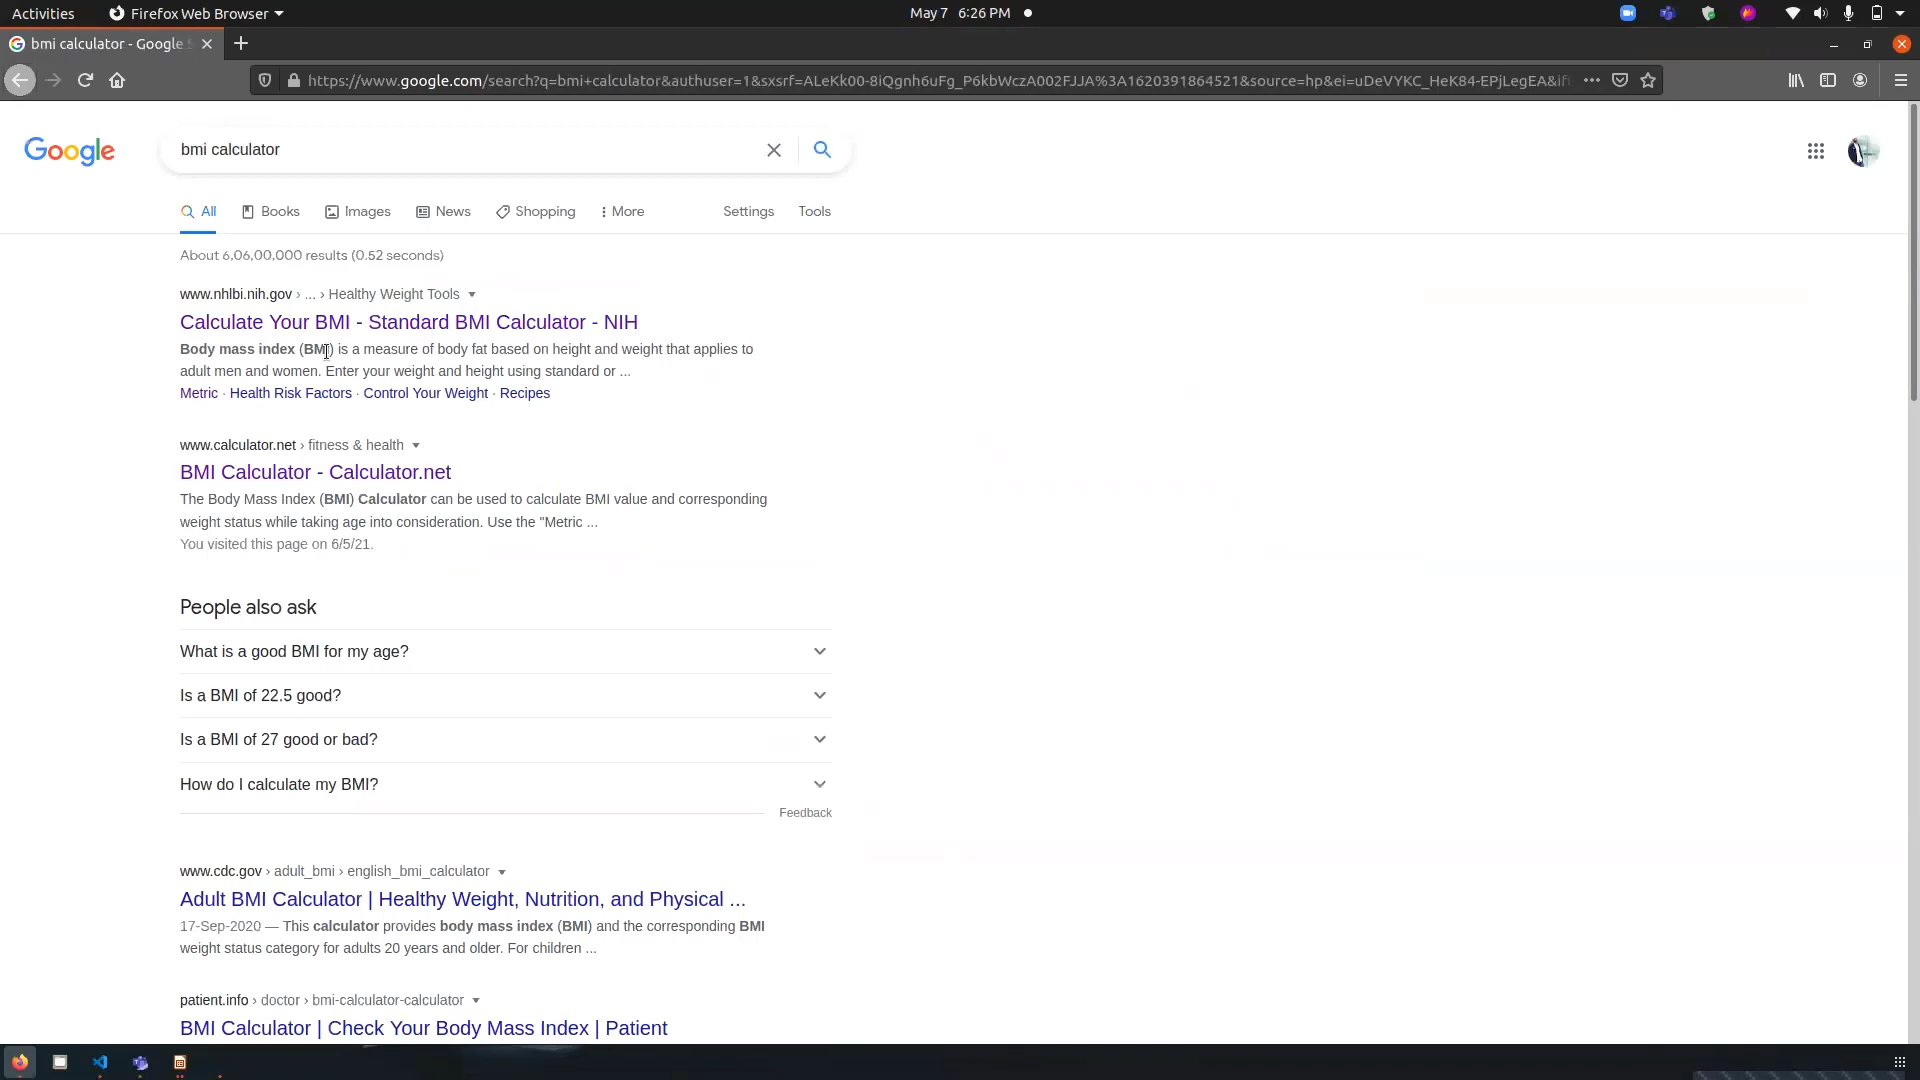 Activities Firefox Web Browser May 7 6:26 PM
bmi calculator - Google
https://www.google.com/search?q=bmi+calculator&authuser=1&sxsrf=ALeKk00-8iQgnh6uFg_P6kbWczA002FJJA%3A1620391864521&source=hp&ei=uDeVYKC_HeK84-EPjLegEA&ifl
Google bmi calculator
All Books Images News Shopping More Settings Tools
About 6,06,00,000 results (0.52 seconds)
www.nhlbi.nih.gov › ... › Healthy Weight Tools
Calculate Your BMI - Standard BMI Calculator - NIH
Body mass index (BMI) is a measure of body fat based on height and weight that applies to
adult men and women. Enter your weight and height using standard or ...
Metric · Health Risk Factors · Control Your Weight · Recipes
www.calculator.net › fitness & health
BMI Calculator - Calculator.net
The Body Mass Index (BMI) Calculator can be used to calculate BMI value and corresponding
weight status while taking age into consideration. Use the "Metric ...
You visited this page on 6/5/21.
People also ask
What is a good BMI for my age?
Is a BMI of 22.5 good?
Is a BMI of 27 good or bad?
How do I calculate my BMI?
Feedback
www.cdc.gov › adult_bmi › english_bmi_calculator
Adult BMI Calculator | Healthy Weight, Nutrition, and Physical ...
17-Sep-2020 — This calculator provides body mass index (BMI) and the corresponding BMI
weight status category for adults 20 years and older. For children ...
patient.info › doctor › bmi-calculator-calculator
BMI Calculator | Check Your Body Mass Index | Patient